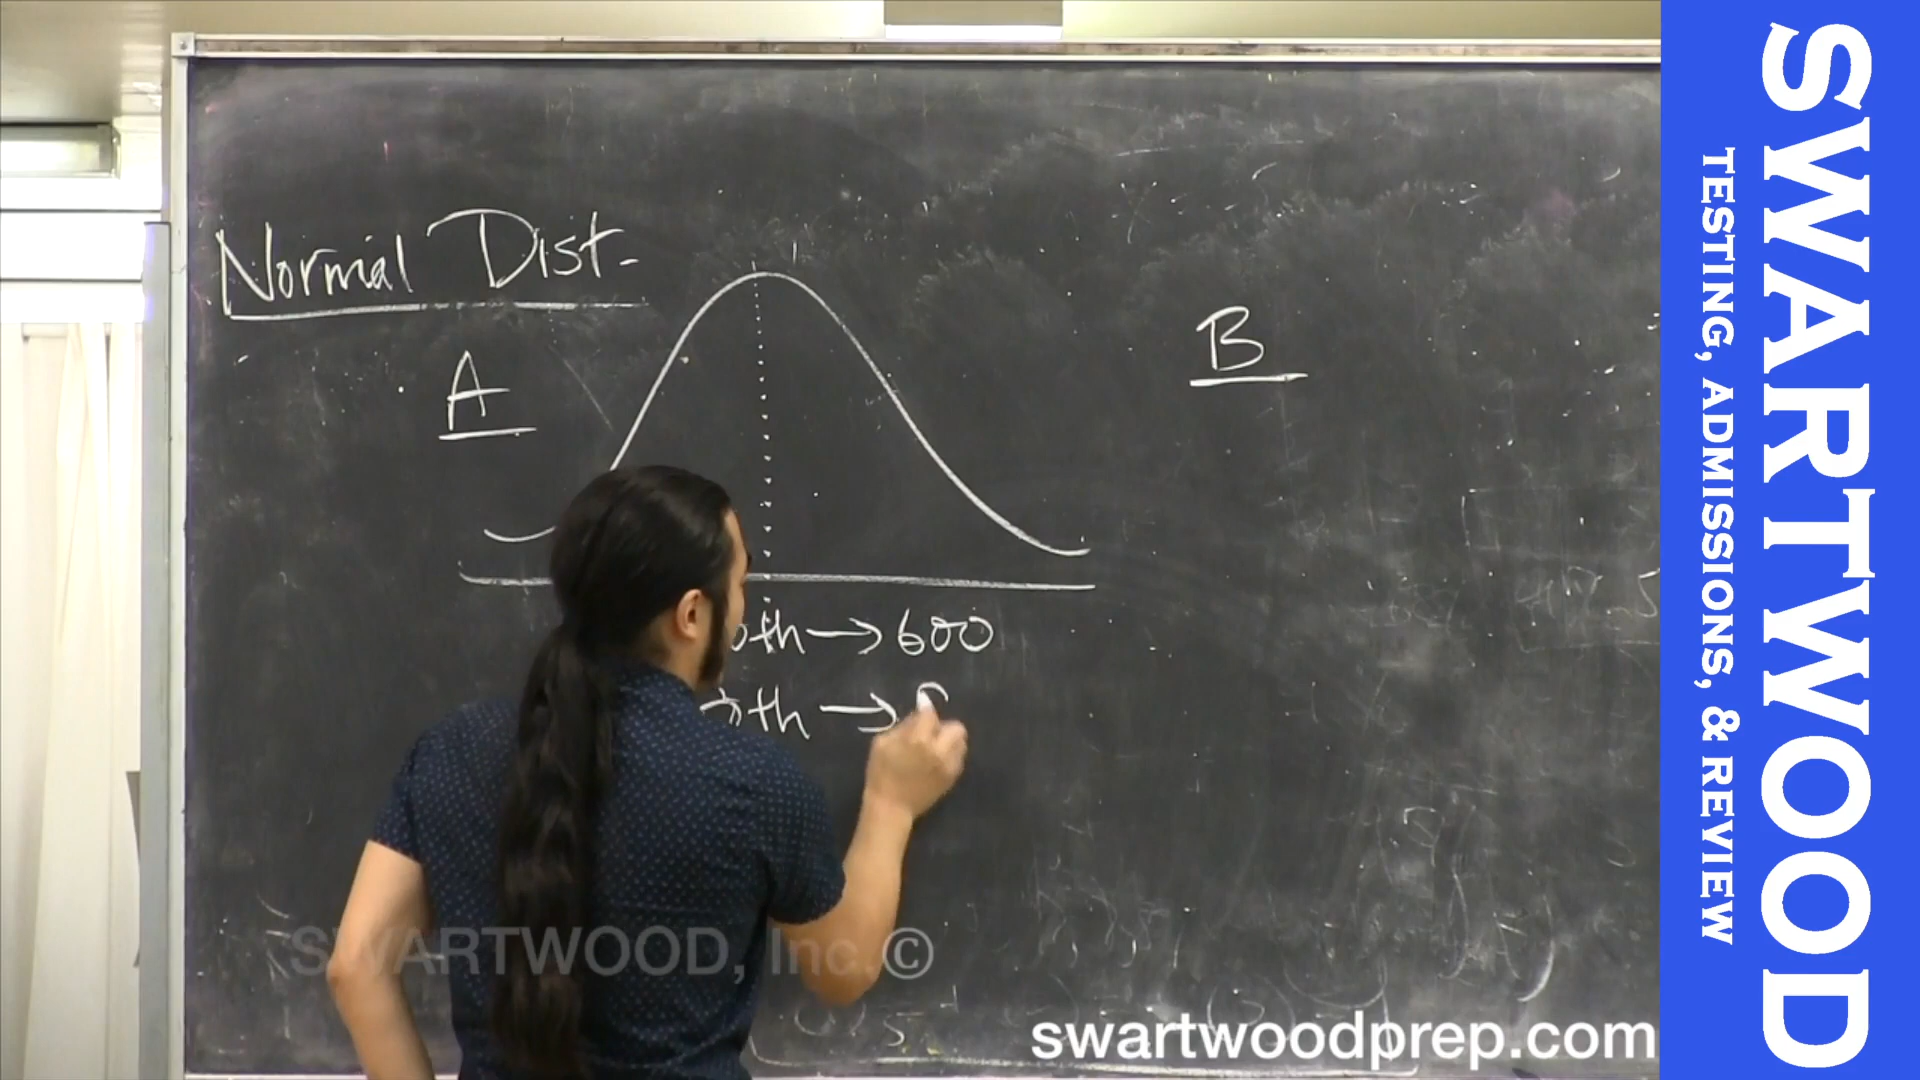 Normal Dist.
A
B
th → 600
th →
SWARTWOOD, Inc.©
swartwoodprep.com
SWARTWOOD
TESTING, ADMISSIONS, & REVIEW